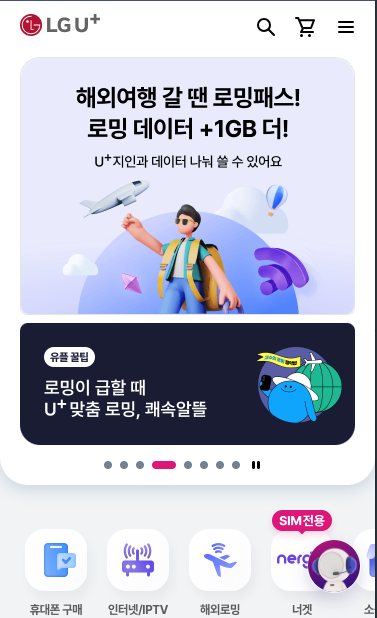 LG U+
해외여행 갈 땐 로밍패스!
로밍 데이터 +1GB 더!
U+지인과 데이터 나눠 쓸 수 있어요
유플 꿀팁
로밍이 급할 때
U+ 맞춤 로밍, 쾌속알뜰
SIM전용
nerg
휴대폰 구매
인터넷/IPTV
해외로밍
너겟
소